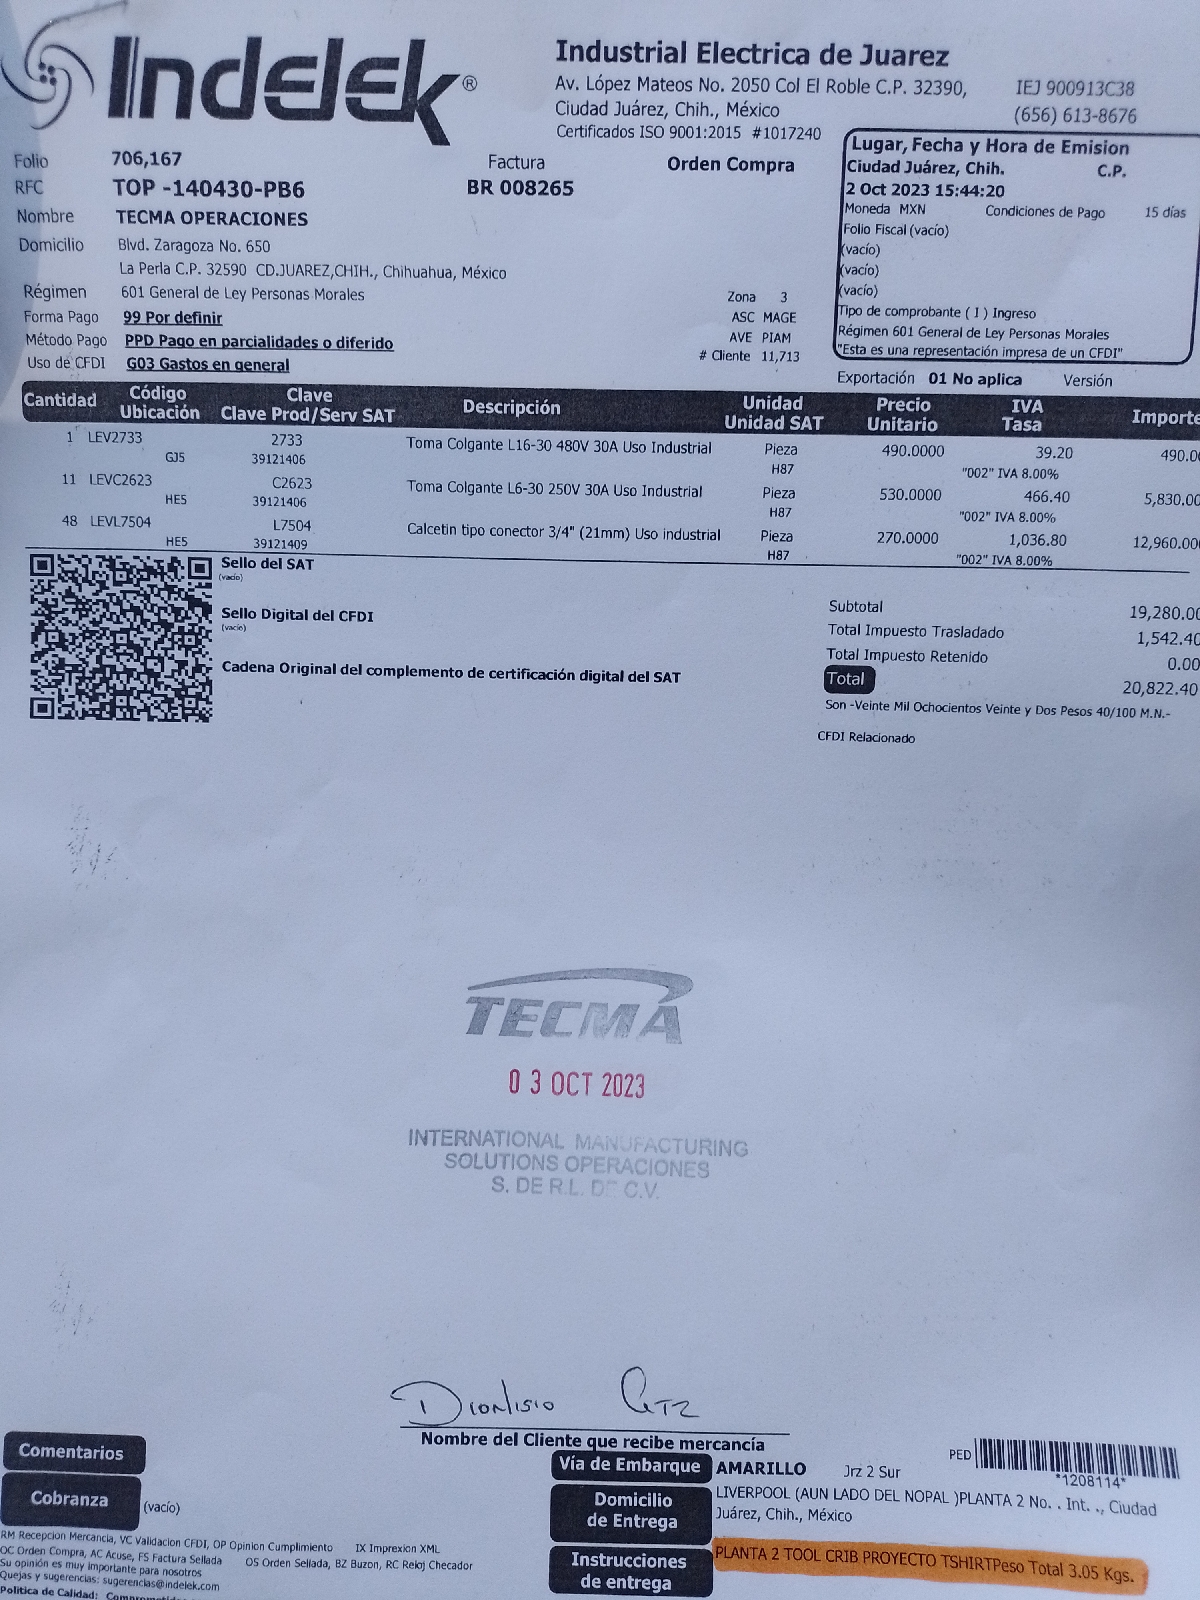 Indelek®
Industrial Electrica de Juarez
Av. López Mateos No. 2050 Col El Roble C.P. 32390,
Ciudad Juárez, Chih., México
Certificados ISO 9001:2015 #1017240
IEJ 900913C38
(656) 613-8676
Folio 706,167
Factura
Orden Compra
RFC TOP -140430-PB6
BR 008265
Nombre TECMA OPERACIONES
Domicilio Blvd. Zaragoza No. 650
La Perla C.P. 32590 CD.JUAREZ,CHIH., Chihuahua, México
Régimen 601 General de Ley Personas Morales
Forma Pago 99 Por definir
Método Pago PPD Pago en parcialidades o diferido
Uso de CFDI G03 Gastos en general
Zona 3
ASC MAGE
AVE PIAM
# Cliente 11,713
Lugar, Fecha y Hora de Emision
Ciudad Juárez, Chih. C.P.
2 Oct 2023 15:44:20
Moneda MXN Condiciones de Pago 15 días
Folio Fiscal (vacío)
(vacío)
(vacío)
(vacío)
Tipo de comprobante ( I ) Ingreso
Régimen 601 General de Ley Personas Morales
"Esta es una representación impresa de un CFDI"
Exportación 01 No aplica Versión
Cantidad Código Clave Descripción Unidad Precio IVA Importe
Ubicación Clave Prod/Serv SAT Unidad SAT Unitario Tasa
1 LEV2733 2733 Toma Colgante L16-30 480V 30A Uso Industrial Pieza 490.0000 39.20 490.00
GJ5 39121406 H87 "002" IVA 8.00%
11 LEVC2623 C2623 Toma Colgante L6-30 250V 30A Uso Industrial Pieza 530.0000 466.40 5,830.00
HE5 39121406 H87 "002" IVA 8.00%
48 LEVL7504 L7504 Calcetin tipo conector 3/4" (21mm) Uso industrial Pieza 270.0000 1,036.80 12,960.00
HE5 39121409 H87 "002" IVA 8.00%
Sello del SAT
(vacío)
Sello Digital del CFDI
(vacío)
Cadena Original del complemento de certificación digital del SAT
Subtotal 19,280.00
Total Impuesto Trasladado 1,542.40
Total Impuesto Retenido 0.00
Total 20,822.40
Son -Veinte Mil Ochocientos Veinte y Dos Pesos 40/100 M.N.-
CFDI Relacionado
TECMA
03 OCT 2023
INTERNATIONAL MANUFACTURING
SOLUTIONS OPERACIONES
S. DE R.L. DE C.V.
Dionisio Gtz
Nombre del Cliente que recibe mercancía
Comentarios
Cobranza (vacío)
Vía de Embarque AMARILLO Jrz 2 Sur
PED *1208114*
Domicilio de Entrega
LIVERPOOL (AUN LADO DEL NOPAL )PLANTA 2 No. . Int. ., Ciudad
Juárez, Chih., México
Instrucciones de entrega
PLANTA 2 TOOL CRIB PROYECTO TSHIRTPeso Total 3.05 Kgs.
RM Recepcion Mercancia, VC Validacion CFDI, OP Opinion Cumplimiento IX Imprexion XML
OC Orden Compra, AC Acuse, FS Factura Sellada OS Orden Sellada, BZ Buzon, RC Reloj Checador
Su opinión es muy importante para nosotros
Quejas y sugerencias: sugerencias@indelek.com
Politica de Calidad: